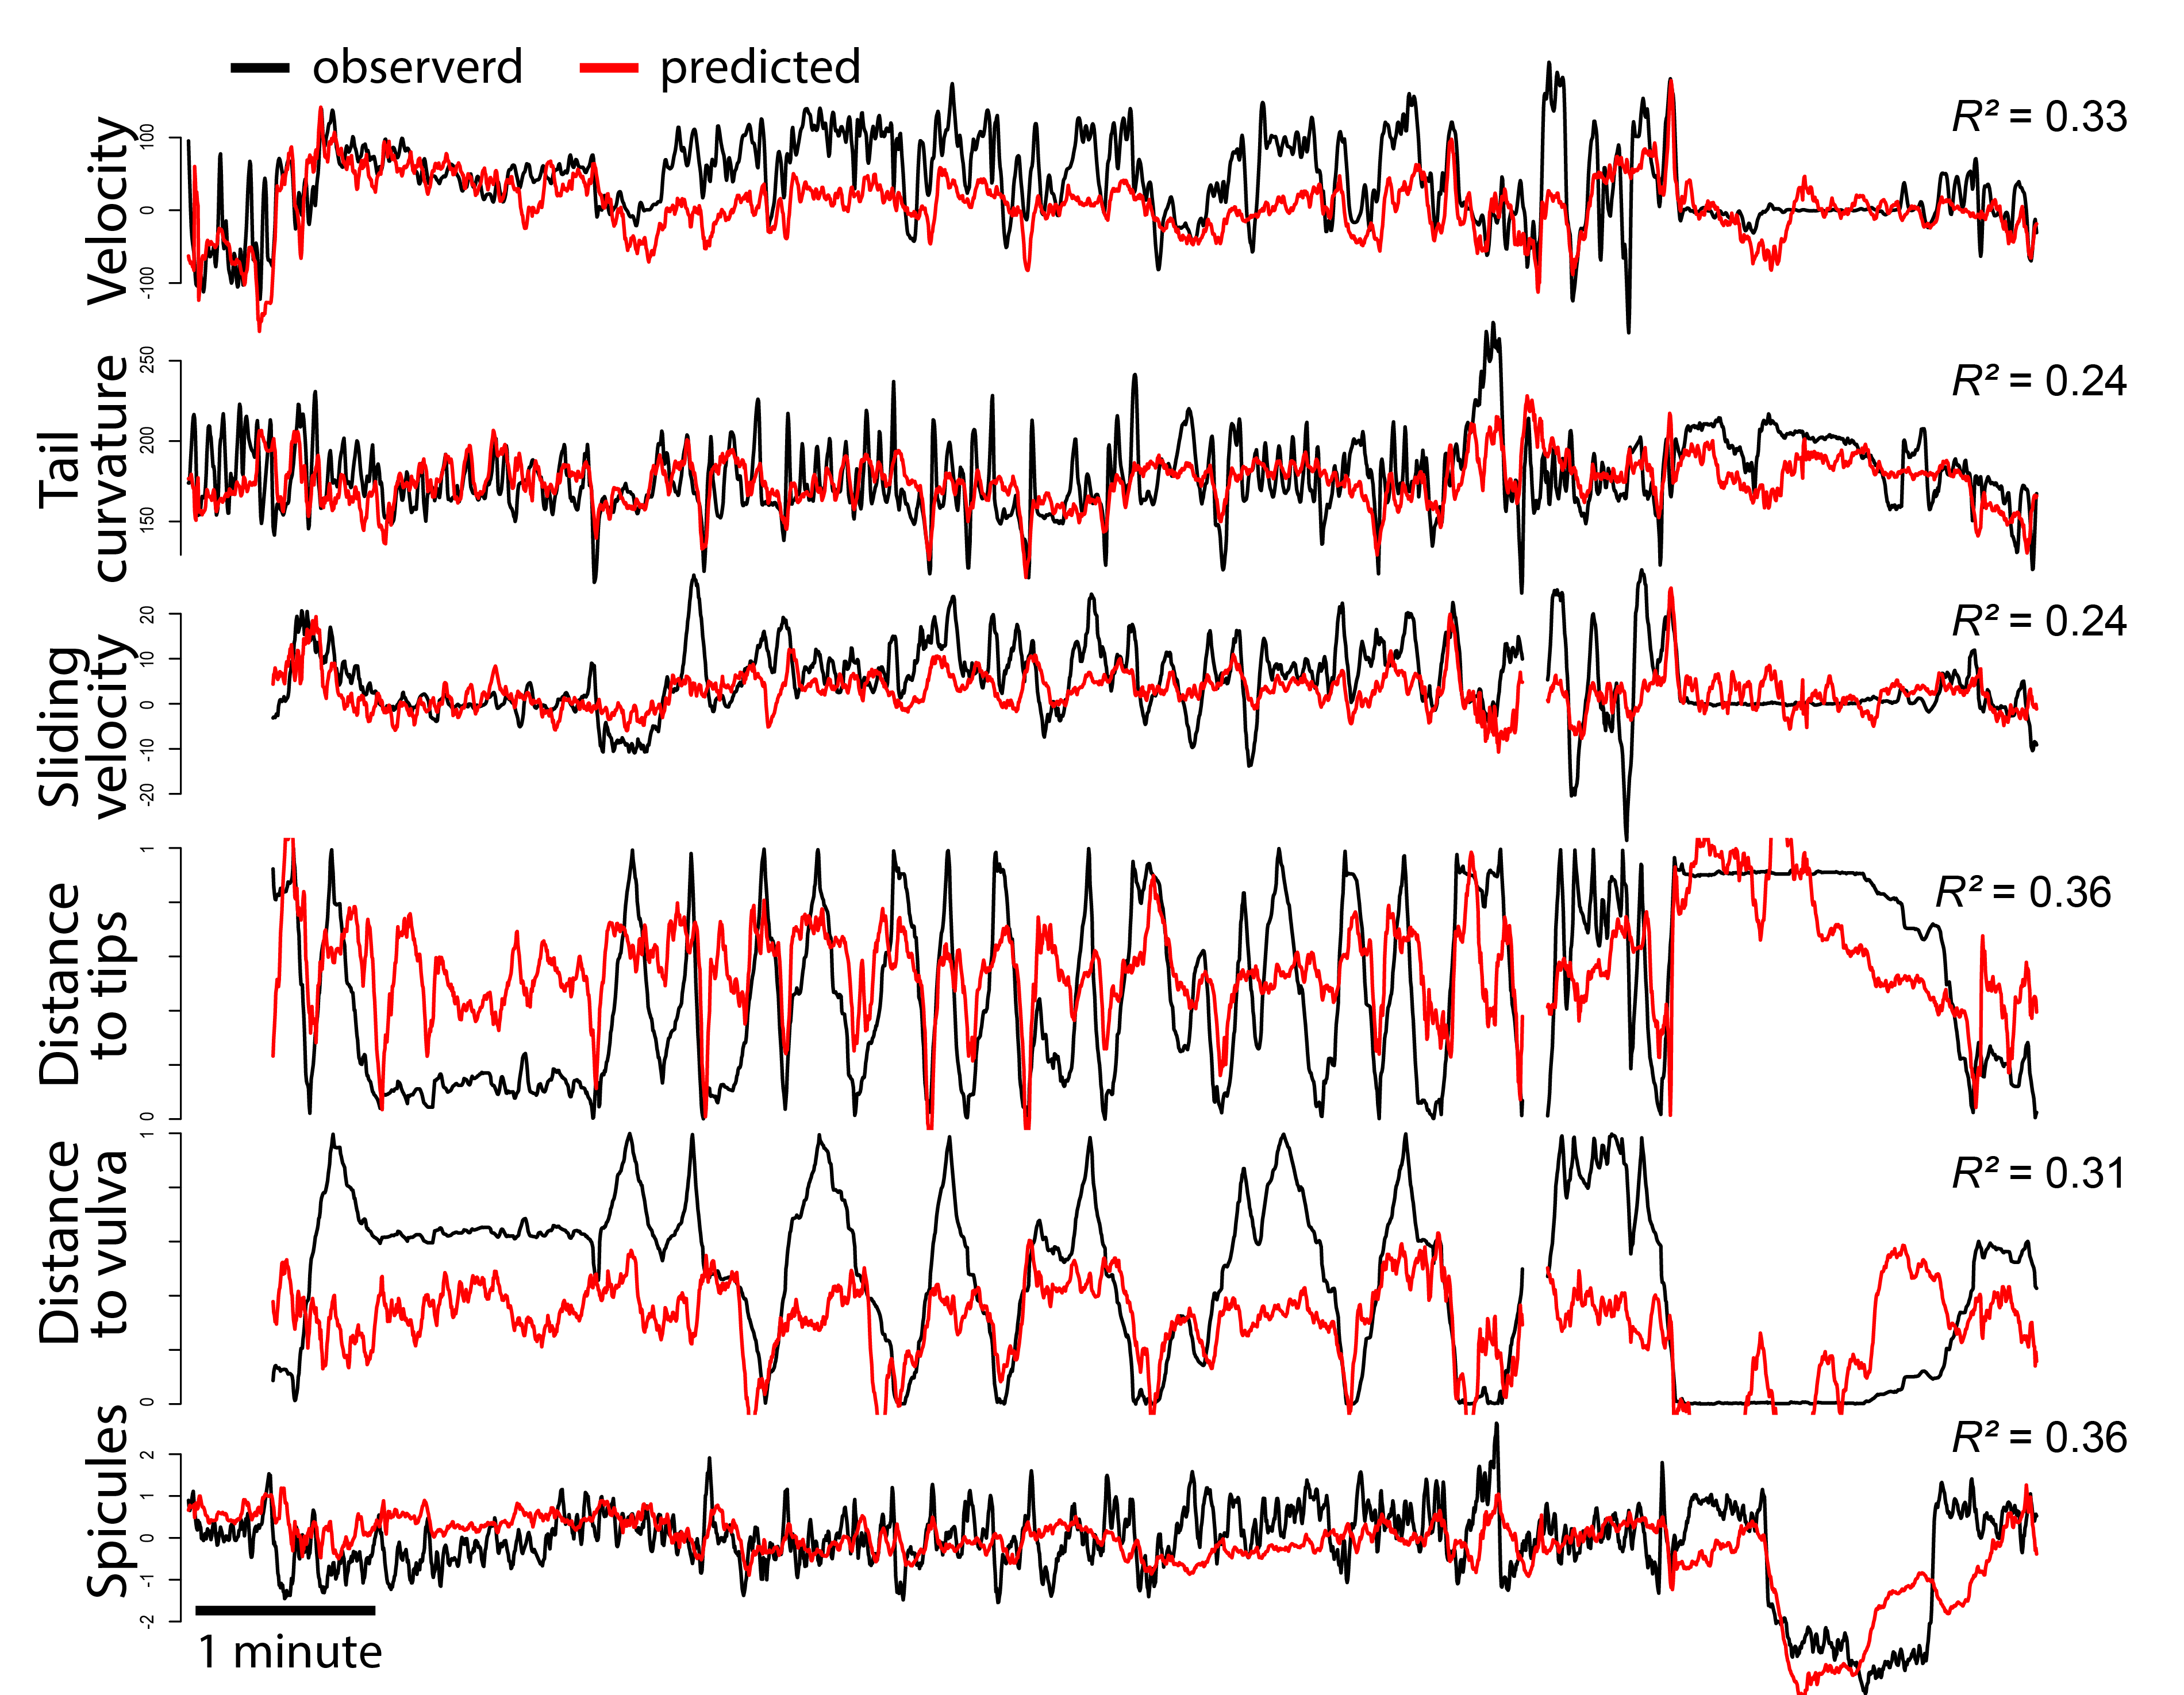 observerd predicted
Velocity
100
0
-100
R² = 0.33
Tail
curvature
250
200
150
R² = 0.24
Sliding
velocity
20
10
0
-10
-20
R² = 0.24
Distance
to tips
1
0
R² = 0.36
Distance
to vulva
1
0
R² = 0.31
Spicules
2
1
0
-1
-2
R² = 0.36
1 minute